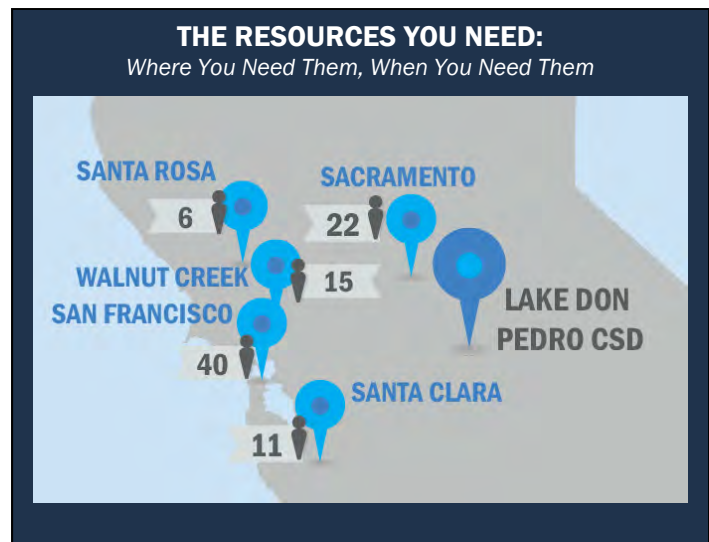 THE RESOURCES YOU NEED:
Where You Need Them, When You Need Them
SANTA ROSA
6
SACRAMENTO
22
WALNUT CREEK
15
SAN FRANCISCO
40
LAKE DON
PEDRO CSD
SANTA CLARA
11